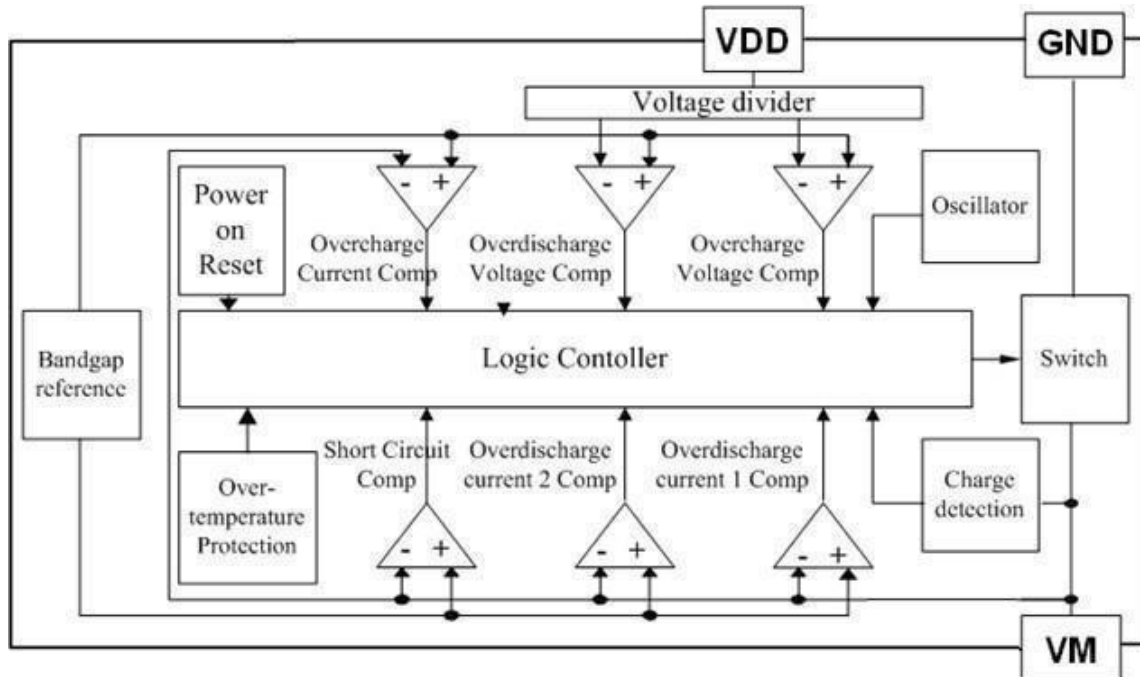 VDD
GND
Voltage divider
- +
- +
- +
Power
on
Reset
Oscillator
Overcharge
Current Comp
Overdischarge
Voltage Comp
Overcharge
Voltage Comp
Bandgap
reference
Logic Contoller
Switch
Short Circuit
Comp
Overdischarge
current 2 Comp
Overdischarge
current 1 Comp
Over-
temperature
Protection
Charge
detection
- +
- +
- +
VM